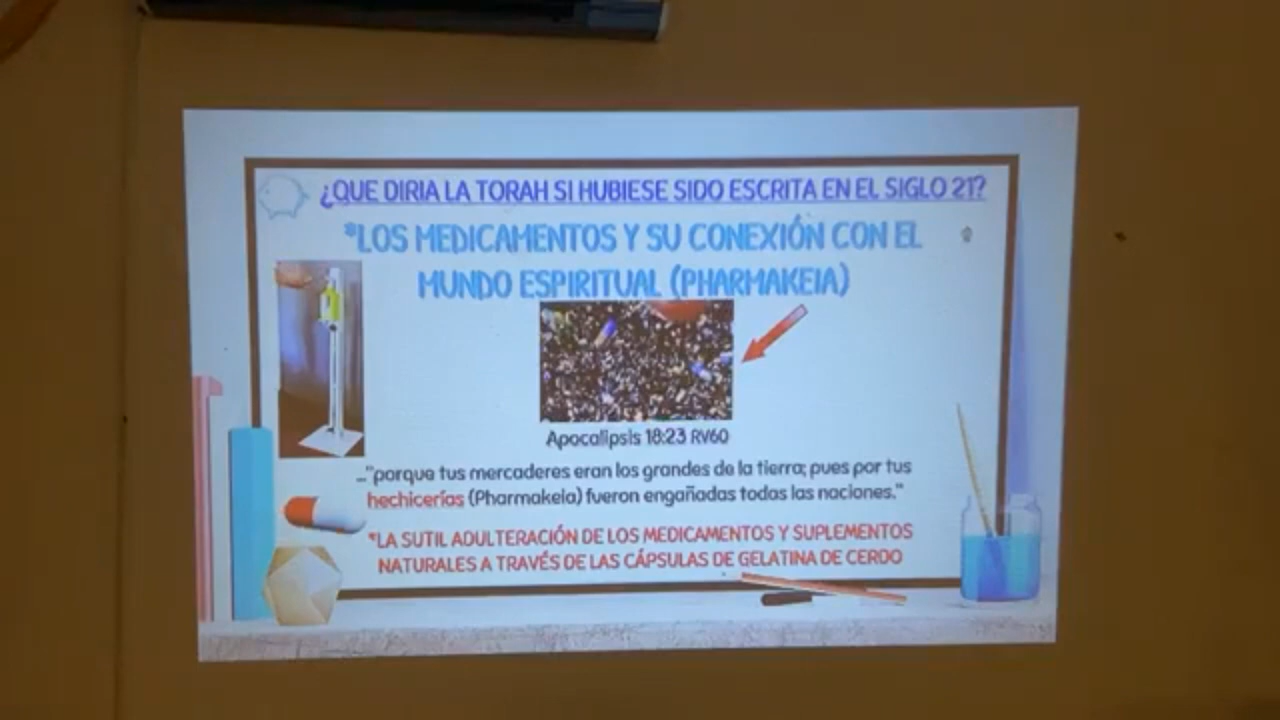 ¿QUE DIRIA LA TORAH SI HUBIESE SIDO ESCRITA EN EL SIGLO 21?
*LOS MEDICAMENTOS Y SU CONEXIÓN CON EL
MUNDO ESPIRITUAL (PHARMAKEIA)
Apocalipsis 18:23 RV60
..."porque tus mercaderes eran los grandes de la tierra; pues por tus
hechicerías (Pharmakeia) fueron engañadas todas las naciones."
*LA SUTIL ADULTERACIÓN DE LOS MEDICAMENTOS Y SUPLEMENTOS
NATURALES A TRAVÉS DE LAS CÁPSULAS DE GELATINA DE CERDO